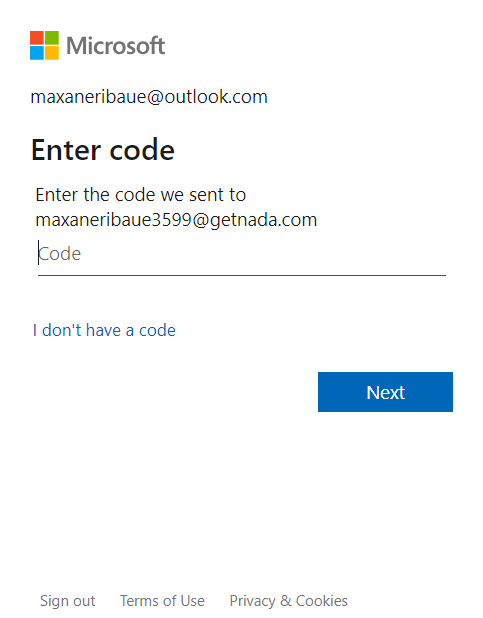 Microsoft
maxaneribaue@outlook.com
Enter code
Enter the code we sent to
maxaneribaue3599@getnada.com
Code
I don't have a code
Next
Sign out Terms of Use Privacy & Cookies